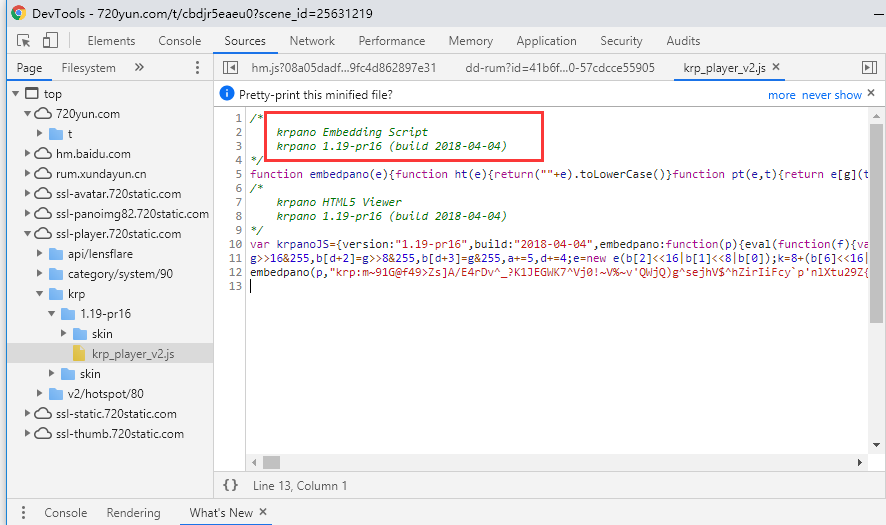 DevTools - 720yun.com/t/cbdjr5eaeu0?scene_id=25631219
Elements Console Sources Network Performance Memory Application Security Audits
Page Filesystem »
hm.js?08a05dadf...9fc4d862897e31 dd-rum?id=41b6f...0-57cdcce55905 krp_player_v2.js ×
Pretty-print this minified file? more never show ×
top
720yun.com
t
hm.baidu.com
rum.xundayun.cn
ssl-avatar.720static.com
ssl-panoimg82.720static.com
ssl-player.720static.com
api/lensflare
category/system/90
krp
1.19-pr16
skin
krp_player_v2.js
skin
v2/hotspot/80
ssl-static.720static.com
ssl-thumb.720static.com
1 /*
2 krpano Embedding Script
3 krpano 1.19-pr16 (build 2018-04-04)
4 */
5 function embedpano(e){function ht(e){return(""+e).toLowerCase()}function pt(e,t){return e[g](t
6 /*
7 krpano HTML5 Viewer
8 krpano 1.19-pr16 (build 2018-04-04)
9 */
10 var krpanoJS={version:"1.19-pr16",build:"2018-04-04",embedpano:function(p){eval(function(f){va
11 g>>16&255,b[d+2]=g>>8&255,b[d+3]=g&255,a+=5,d+=4;e=new e(b[2]<<16|b[1]<<8|b[0]);k=8+(b[6]<<16|
12 embedpano(p,"krp:m~91G@f49>Zs]A/E4rDv^_?K1JEGWK7^Vj0!~V%~v'QWjQ)g^sejhV$^hZirIiFcy`p'nlXtu29Z{
13
{} Line 13, Column 1
Console Rendering What's New ×